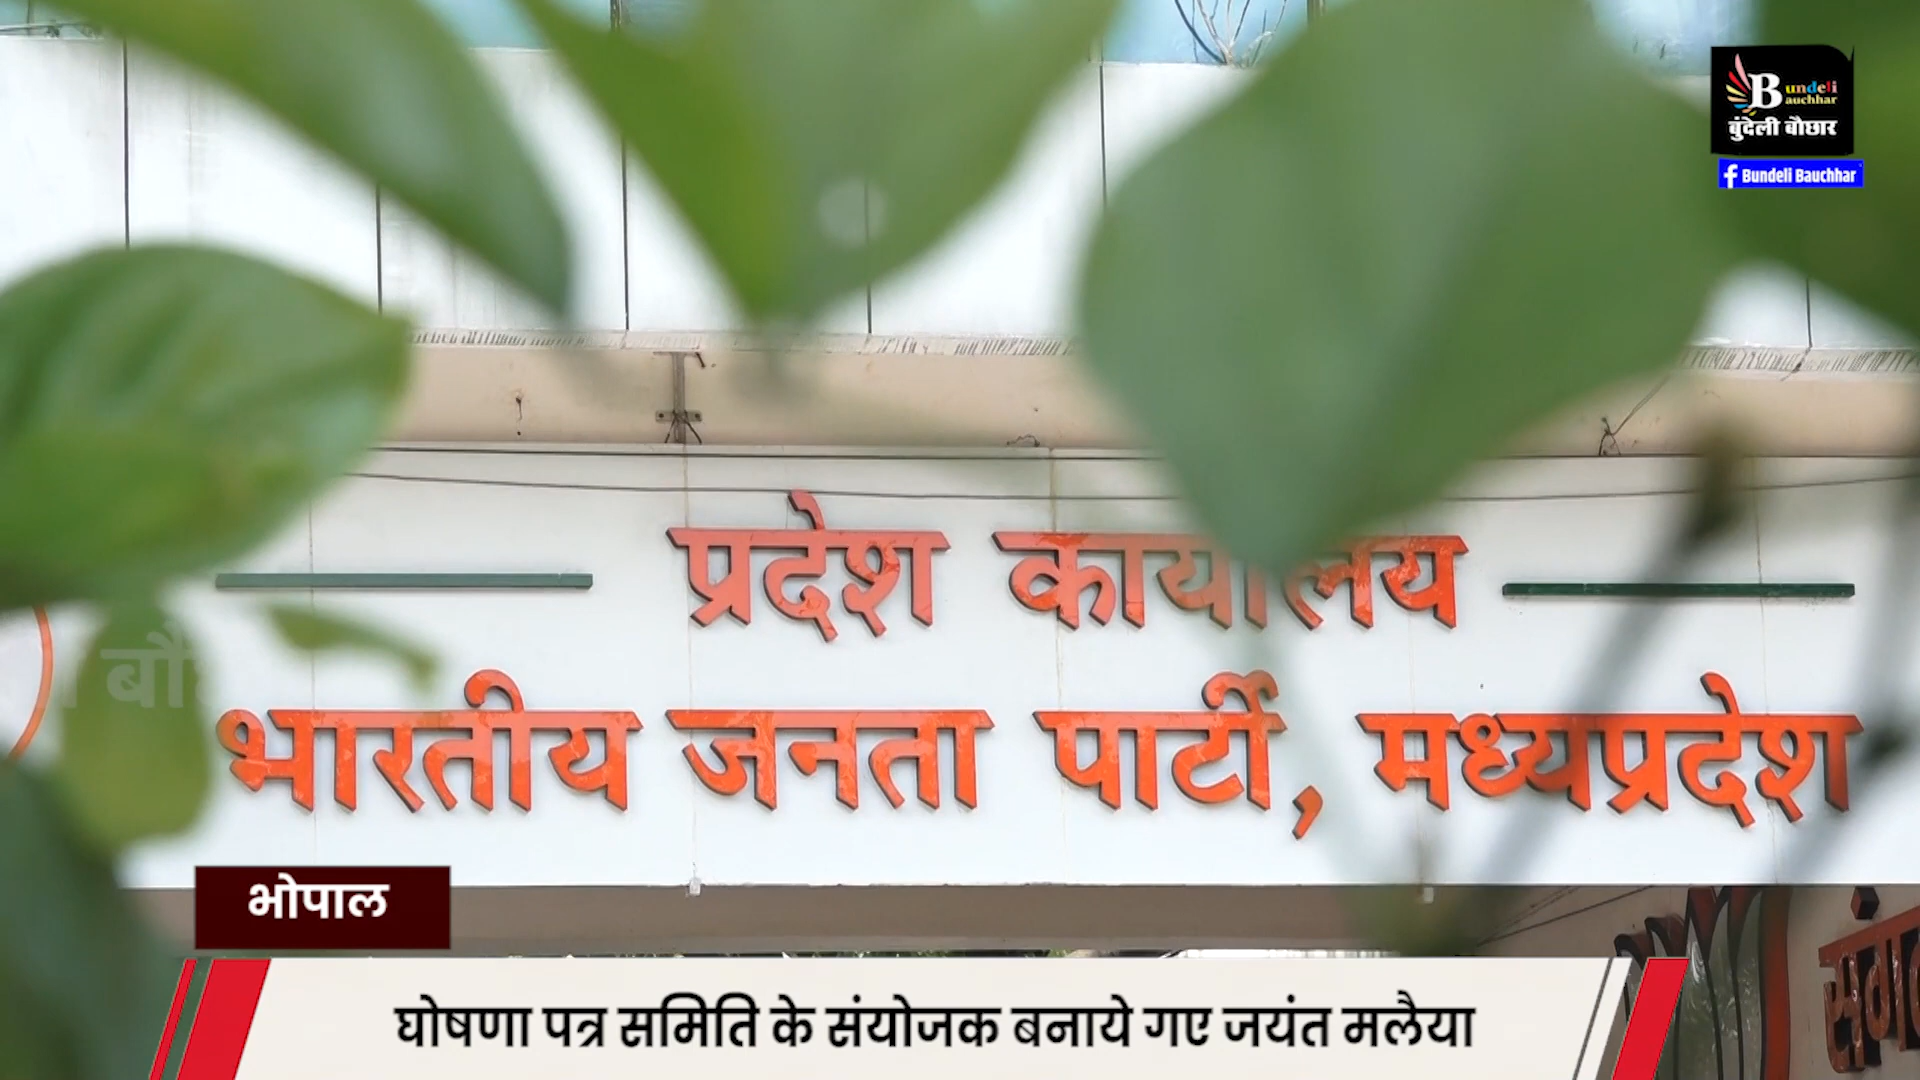 Bundeli
Bauchhar
बुंदेली बौछार
f Bundeli Bauchhar
प्रदेश कार्यालय
भारतीय जनता पार्टी, मध्यप्रदेश
भोपाल
घोषणा पत्र समिति के संयोजक बनाये गए जयंत मलैया